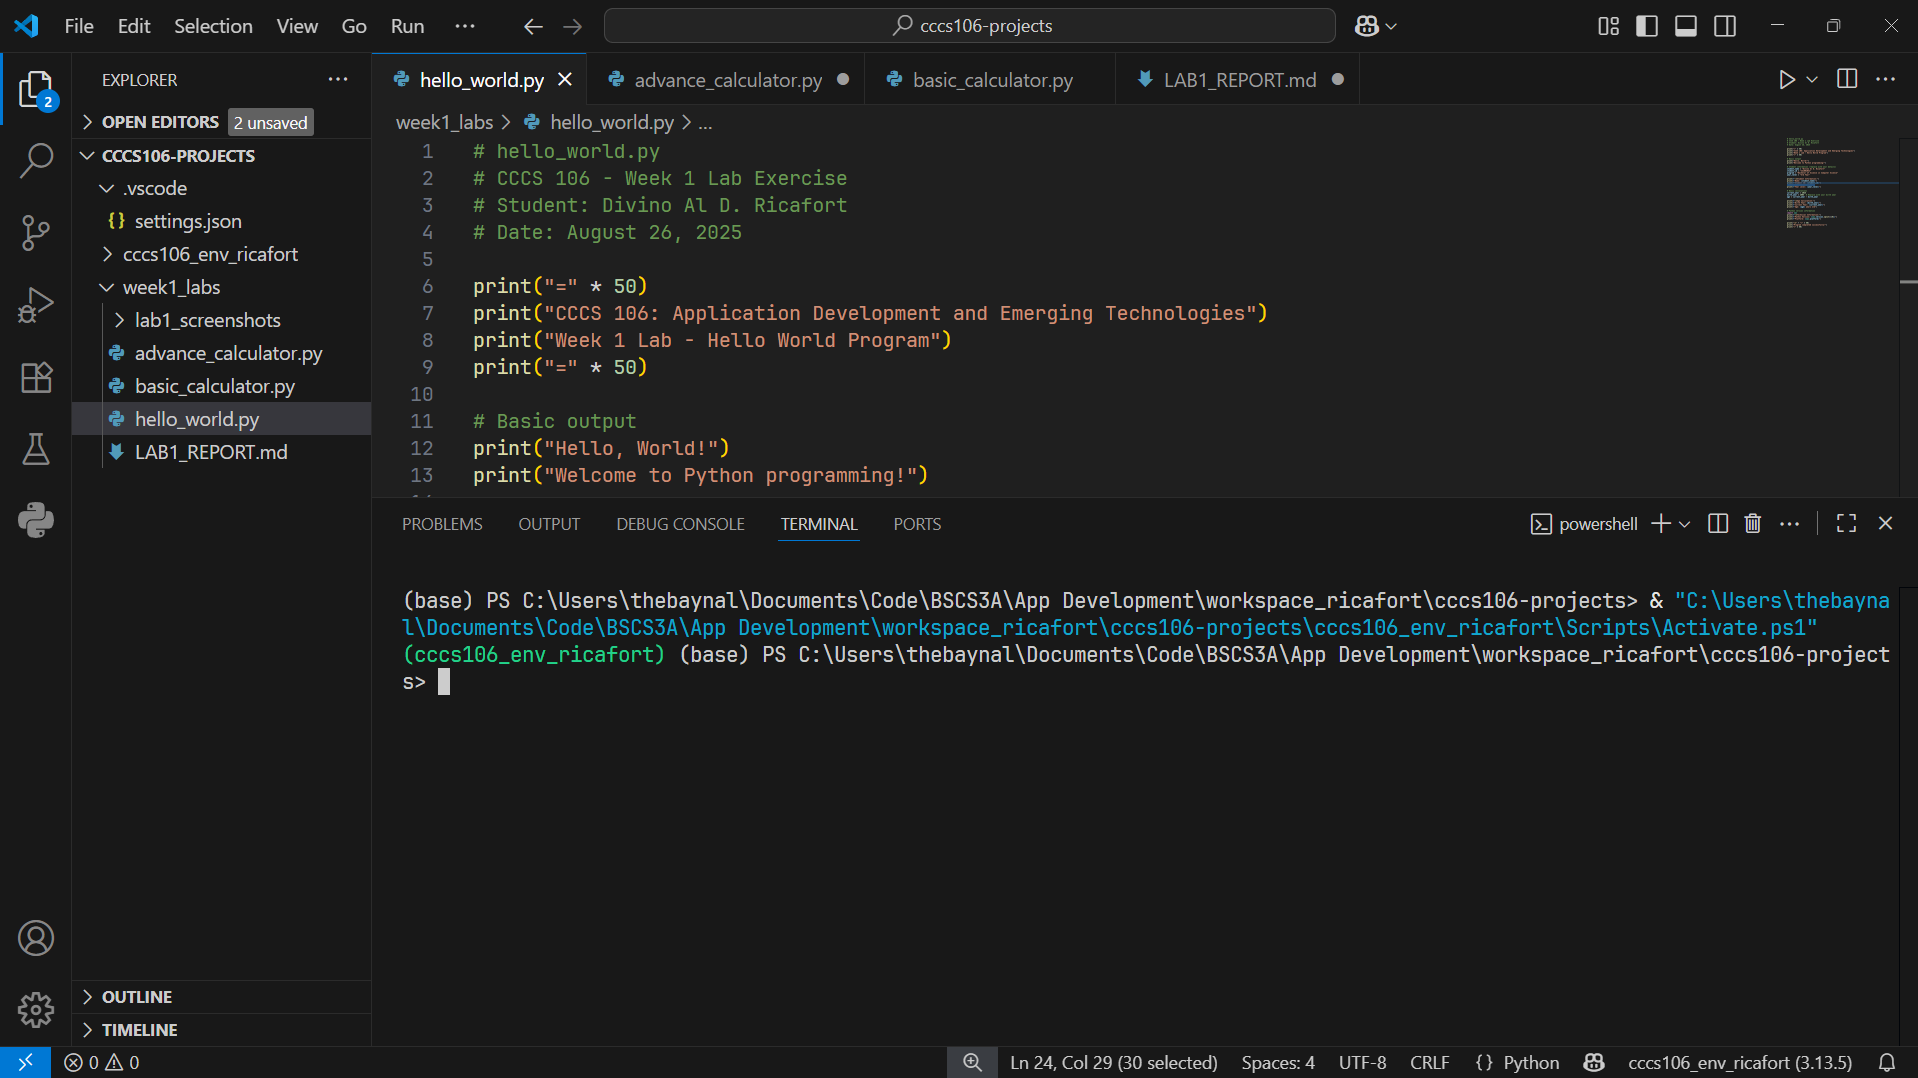 File Edit Selection View Go Run ... cccs106-projects
EXPLORER
OPEN EDITORS 2 unsaved
CCCS106-PROJECTS
.vscode
{} settings.json
cccs106_env_ricafort
week1_labs
lab1_screenshots
advance_calculator.py
basic_calculator.py
hello_world.py
LAB1_REPORT.md
OUTLINE
TIMELINE
2
hello_world.py advance_calculator.py basic_calculator.py LAB1_REPORT.md
week1_labs > hello_world.py > ...
1 # hello_world.py
2 # CCCS 106 - Week 1 Lab Exercise
3 # Student: Divino Al D. Ricafort
4 # Date: August 26, 2025
5
6 print("=" * 50)
7 print("CCCS 106: Application Development and Emerging Technologies")
8 print("Week 1 Lab - Hello World Program")
9 print("=" * 50)
10
11 # Basic output
12 print("Hello, World!")
13 print("Welcome to Python programming!")
PROBLEMS OUTPUT DEBUG CONSOLE TERMINAL PORTS powershell
(base) PS C:\Users\thebaynal\Documents\Code\BSCS3A\App Development\workspace_ricafort\cccs106-projects> & "C:\Users\thebayna
l\Documents\Code\BSCS3A\App Development\workspace_ricafort\cccs106-projects\cccs106_env_ricafort\Scripts\Activate.ps1"
(cccs106_env_ricafort) (base) PS C:\Users\thebaynal\Documents\Code\BSCS3A\App Development\workspace_ricafort\cccs106-project
s>
0 0 Ln 24, Col 29 (30 selected) Spaces: 4 UTF-8 CRLF {} Python cccs106_env_ricafort (3.13.5)